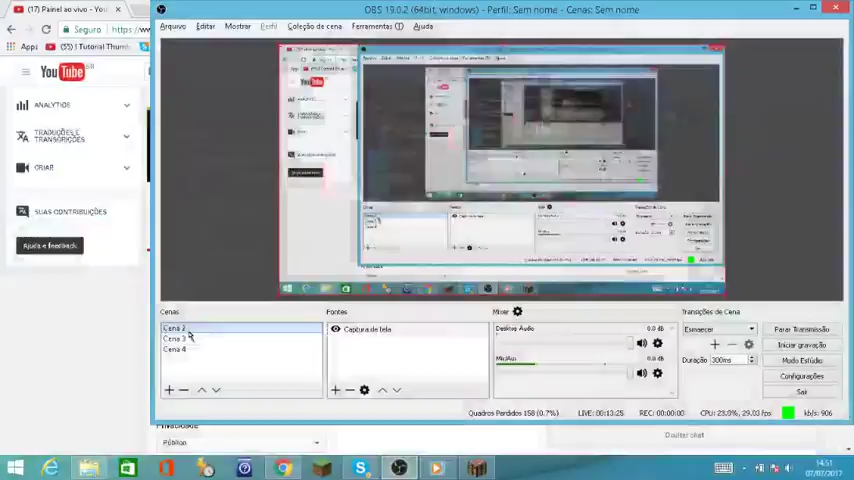 (17) Painel ao vivo - Yo
OBS 19.0.2 (64bit, windows) - Perfil: Sem nome - Cenas: Sem nome
https://www
Arquivo Editar Mostrar Perfil Coleção de cena Ferramentas (T) Ajuda
Apps (55) ! Tutorial Thumb
YouTube BR
ANALYTICS
TRADUÇÕES E
TRANSCRIÇÕES
CRIAR
SUAS CONTRIBUIÇÕES
Ajuda e feedback
Cenas Fontes Mixer Transições de Cena
Cena 2
Cena 3
Cena 4
Captura de tela
Desktop Audio 0.0 dB
Mic/Aux 0.0 dB
Esmaecer
Duração 300ms
Parar Transmissão
Iniciar gravação
Modo Estúdio
Configurações
Sair
Quadros Perdidos 158 (0.7%) LIVE: 00:13:25 REC: 00:00:00 CPU: 23.0%, 29.03 fps kb/s: 906
Privacidade
Público
Ocultar chat
14:51
07/07/2017